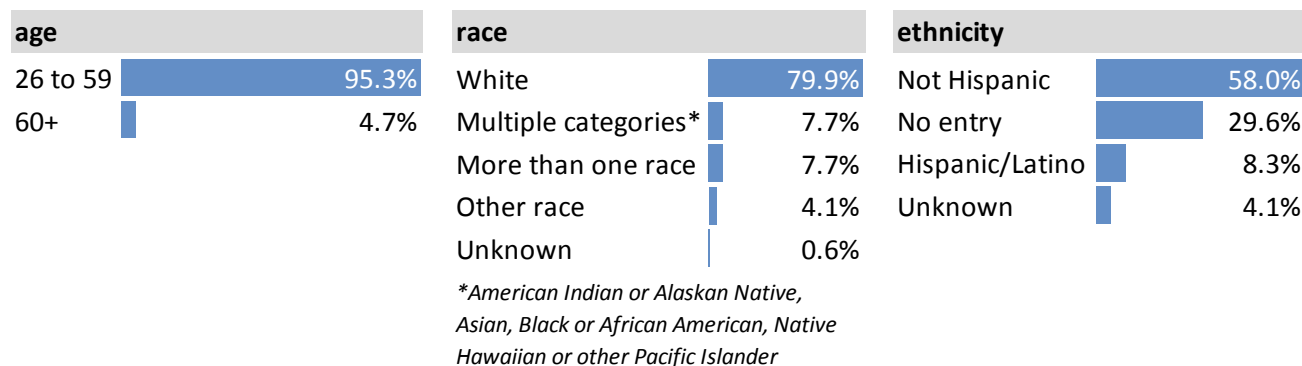 age
26 to 59 95.3%
60+ 4.7%
race
White 79.9%
Multiple categories* 7.7%
More than one race 7.7%
Other race 4.1%
Unknown 0.6%
*American Indian or Alaskan Native,
Asian, Black or African American, Native
Hawaiian or other Pacific Islander
ethnicity
Not Hispanic 58.0%
No entry 29.6%
Hispanic/Latino 8.3%
Unknown 4.1%